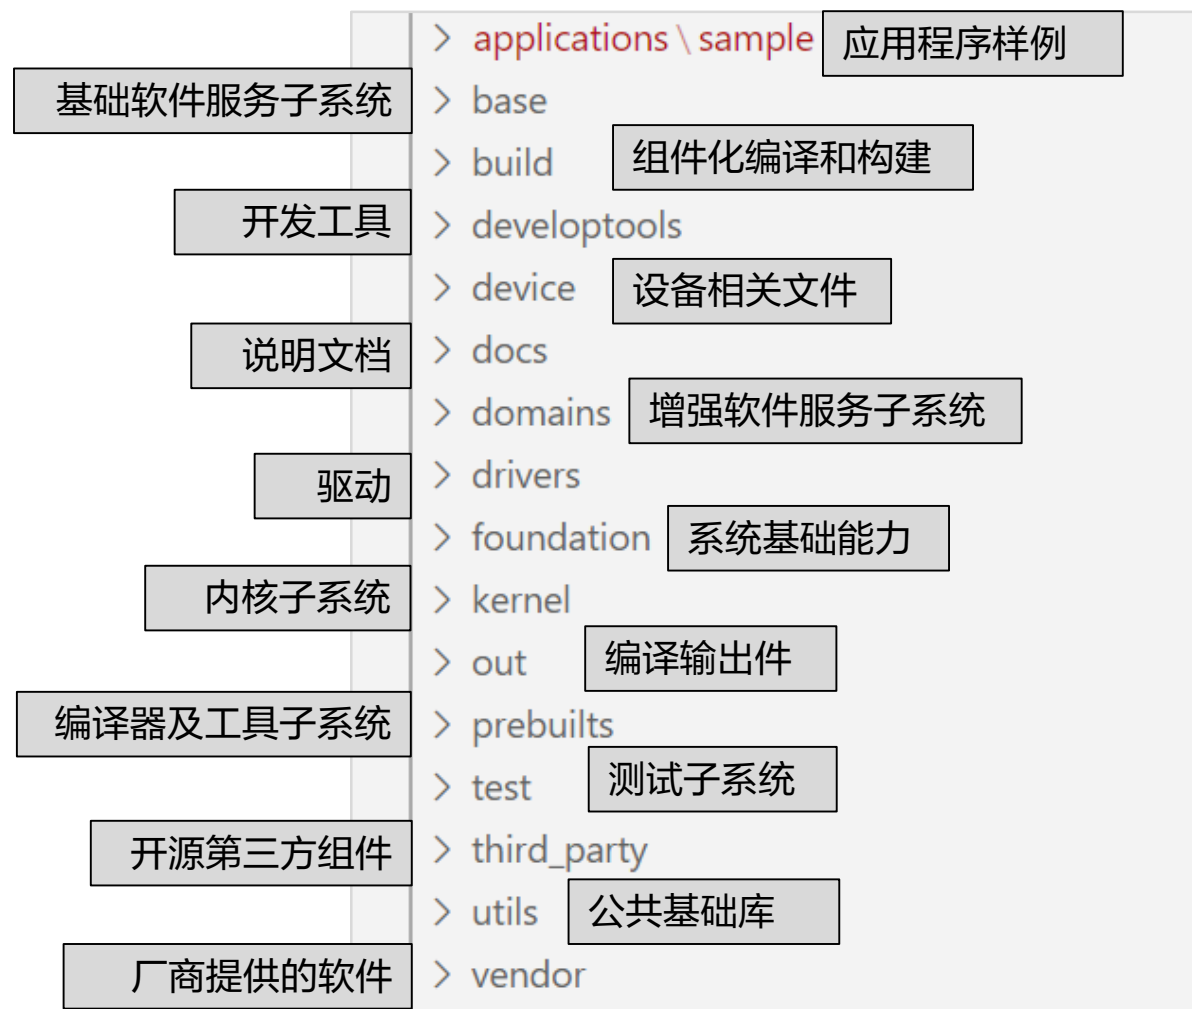 > applications \ sample 应用程序样例
基础软件服务子系统 > base
> build 组件化编译和构建
开发工具 > developtools
> device 设备相关文件
说明文档 > docs
> domains 增强软件服务子系统
驱动 > drivers
> foundation 系统基础能力
内核子系统 > kernel
> out 编译输出件
编译器及工具子系统 > prebuilts
> test 测试子系统
开源第三方组件 > third_party
> utils 公共基础库
厂商提供的软件 > vendor